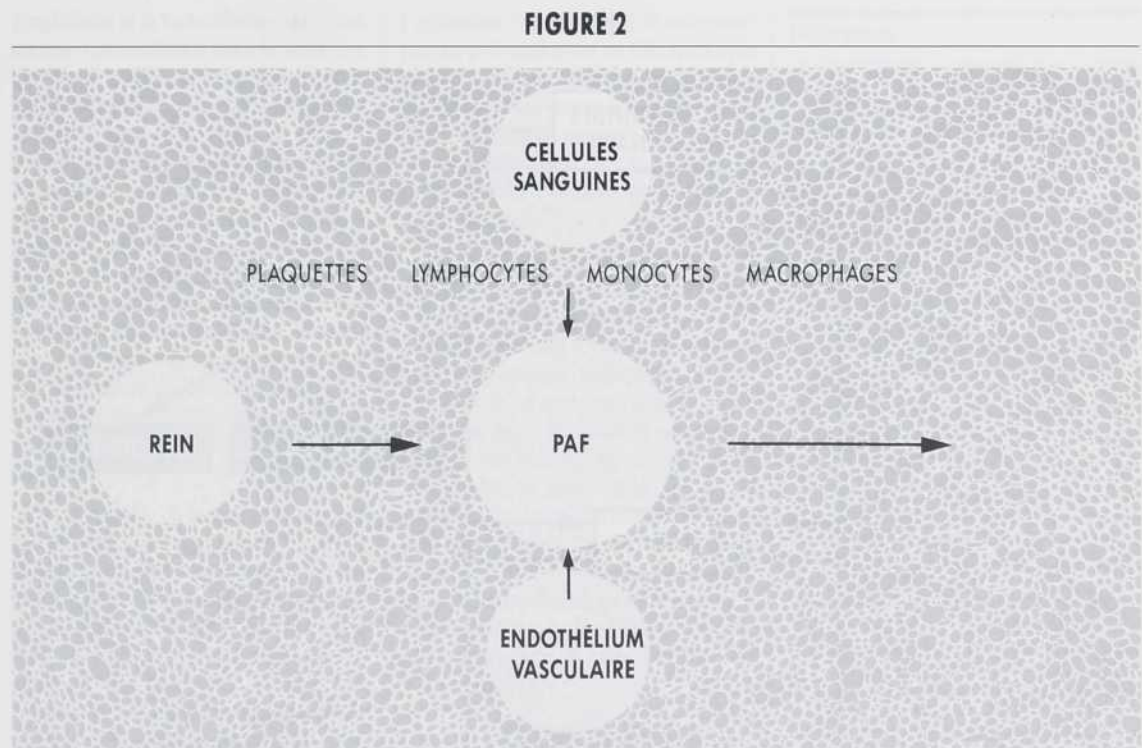 FIGURE 2
CELLULES
SANGUINES
PLAQUETTES LYMPHOCYTES MONOCYTES MACROPHAGES
REIN
PAF
ENDOTHÉLIUM
VASCULAIRE